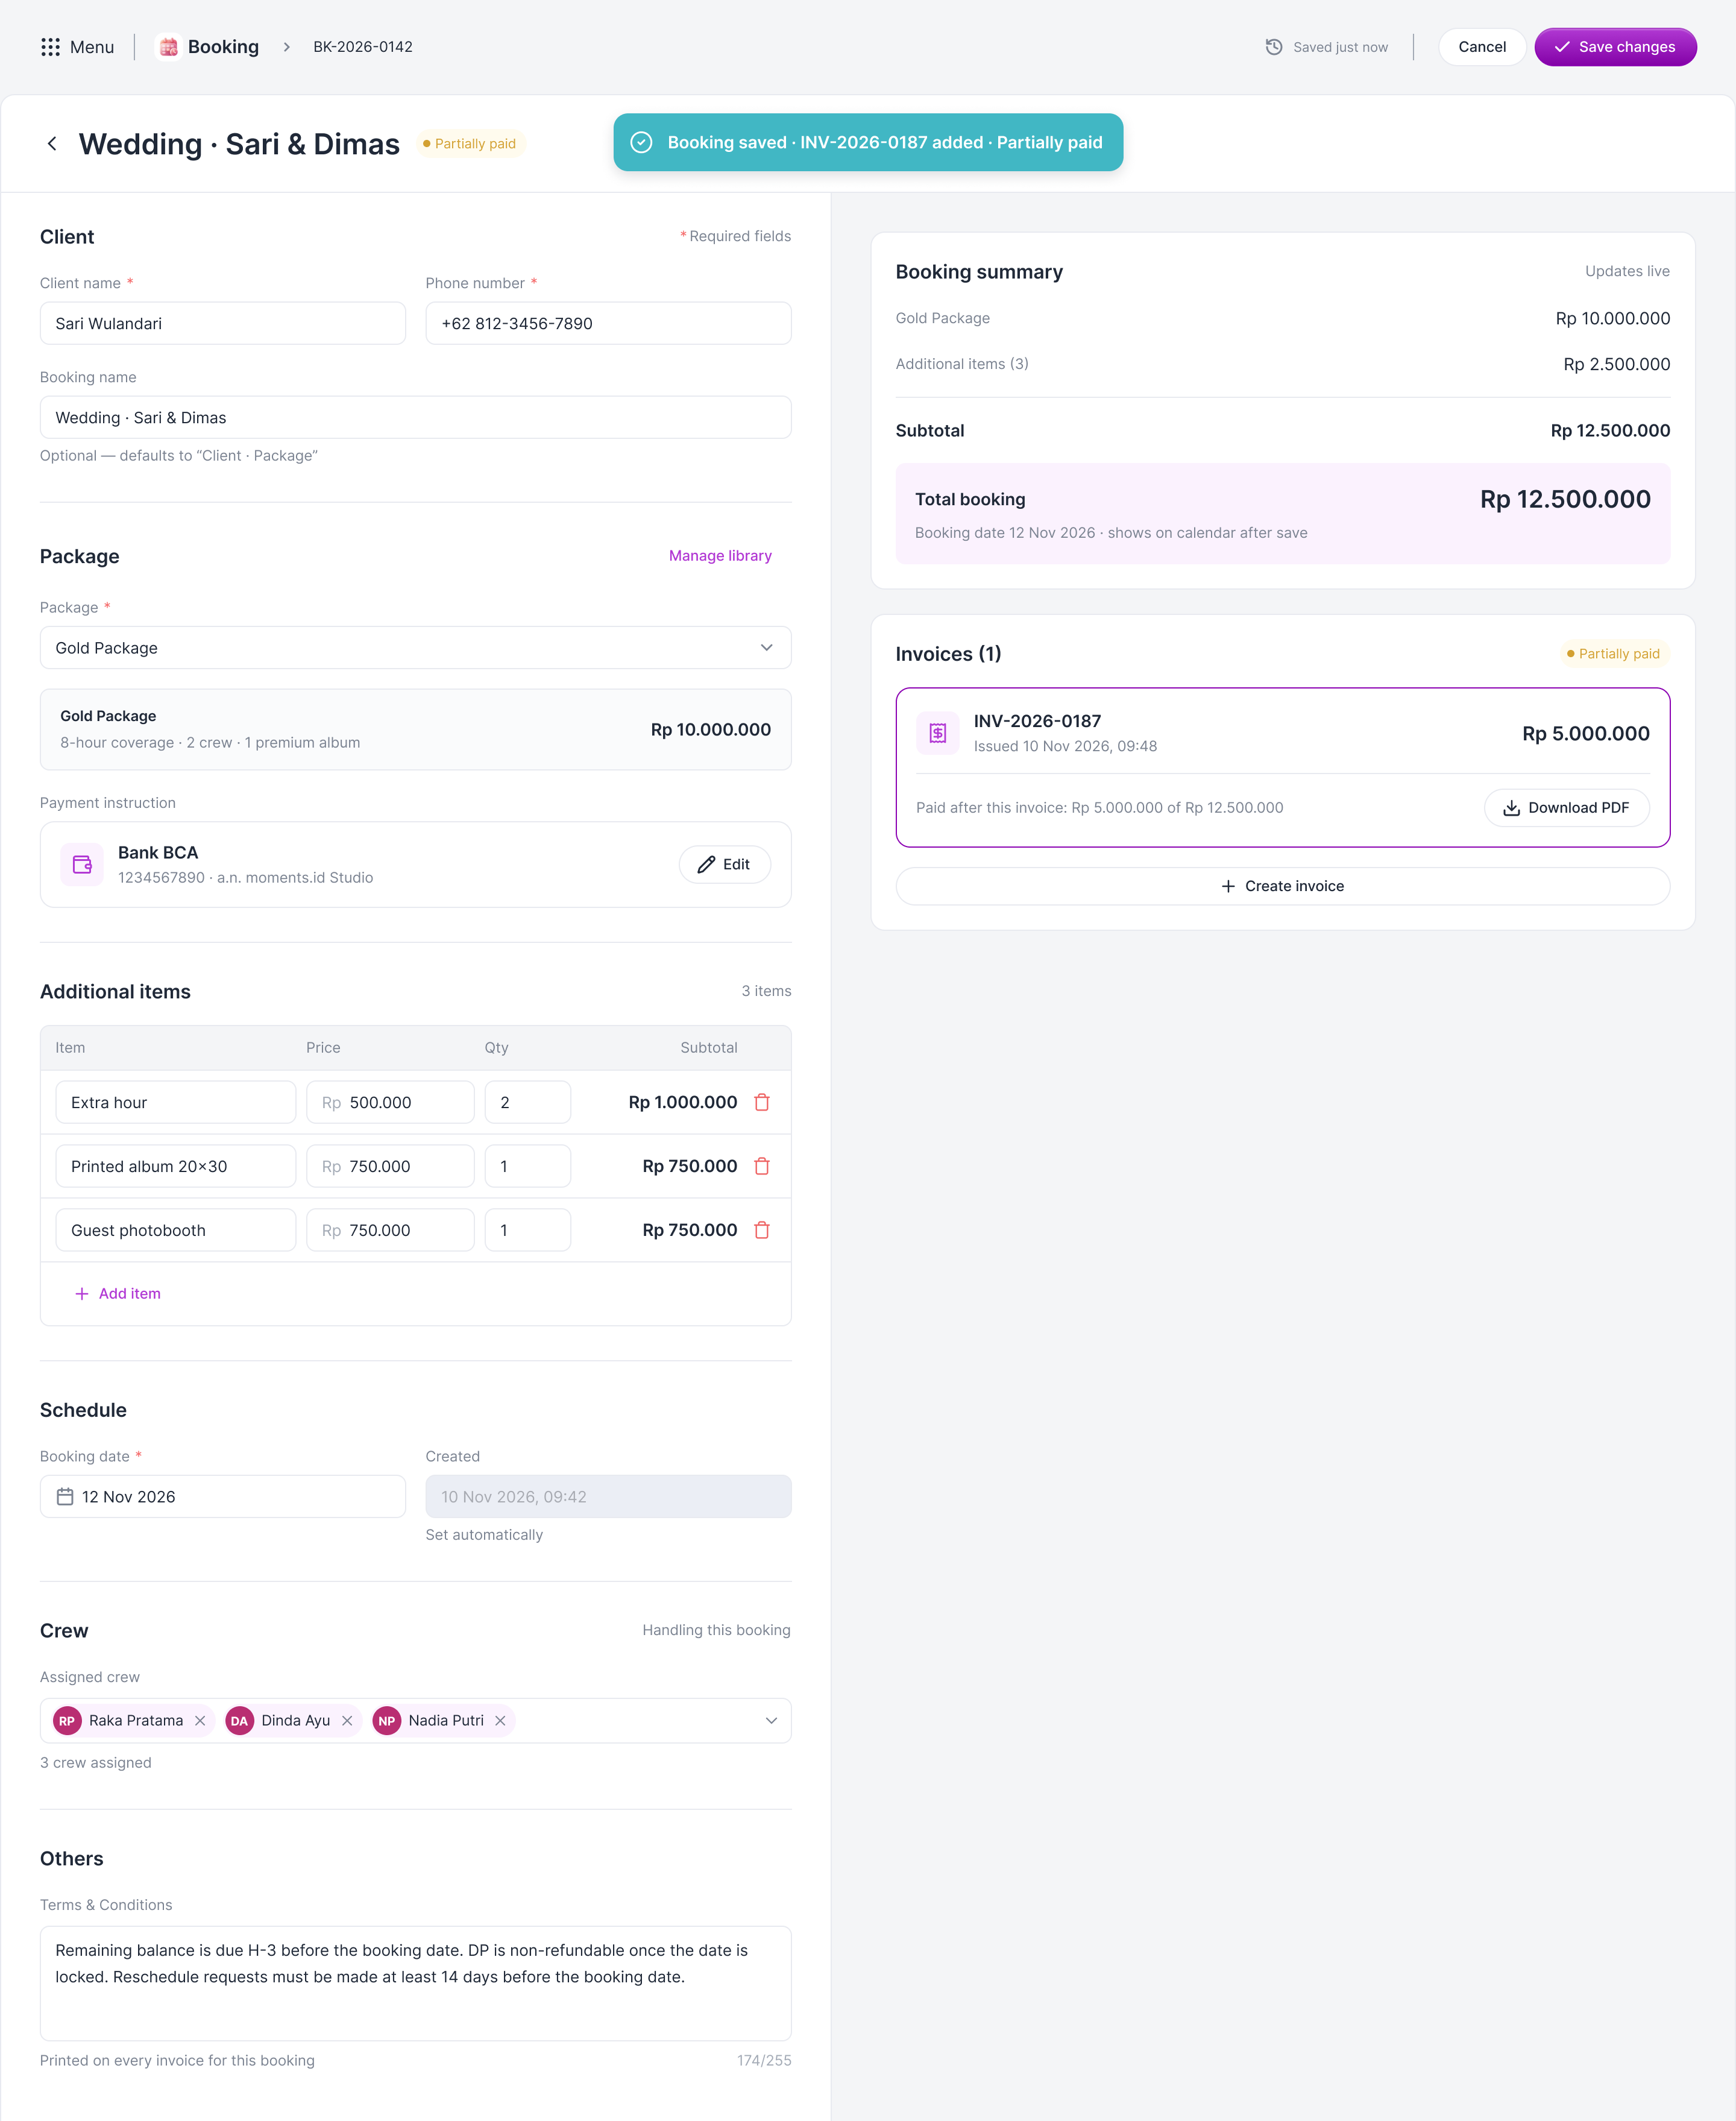 Menu
Booking
BK-2026-0142
Saved just now
Cancel
Save changes
Wedding · Sari & Dimas
Partially paid
Booking saved · INV-2026-0187 added · Partially paid
Client
* Required fields
Client name *
Phone number *
Sari Wulandari
+62 812-3456-7890
Booking name
Wedding · Sari & Dimas
Optional — defaults to “Client · Package”
Package
Manage library
Package *
Gold Package
Gold Package
8-hour coverage · 2 crew · 1 premium album
Rp 10.000.000
Payment instruction
Bank BCA
1234567890 · a.n. moments.id Studio
Edit
Additional items
3 items
Item Price Qty Subtotal
Extra hour Rp 500.000 2 Rp 1.000.000
Printed album 20×30 Rp 750.000 1 Rp 750.000
Guest photobooth Rp 750.000 1 Rp 750.000
Add item
Schedule
Booking date *
Created
12 Nov 2026
10 Nov 2026, 09:42
Set automatically
Crew
Handling this booking
Assigned crew
RP Raka Pratama
DA Dinda Ayu
NP Nadia Putri
3 crew assigned
Others
Terms & Conditions
Remaining balance is due H-3 before the booking date. DP is non-refundable once the date is
locked. Reschedule requests must be made at least 14 days before the booking date.
Printed on every invoice for this booking
174/255
Booking summary
Updates live
Gold Package
Rp 10.000.000
Additional items (3)
Rp 2.500.000
Subtotal
Rp 12.500.000
Total booking
Rp 12.500.000
Booking date 12 Nov 2026 · shows on calendar after save
Invoices (1)
Partially paid
INV-2026-0187
Issued 10 Nov 2026, 09:48
Rp 5.000.000
Paid after this invoice: Rp 5.000.000 of Rp 12.500.000
Download PDF
Create invoice